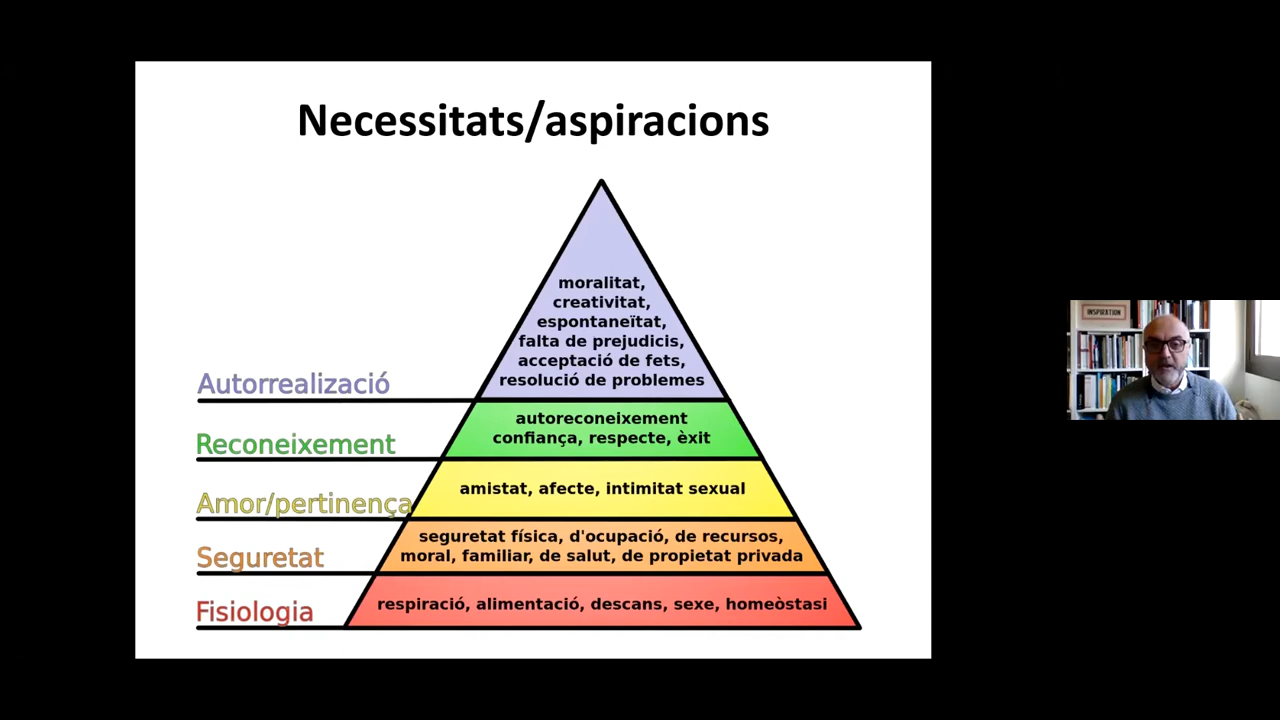 Necessitats/aspiracions
moralitat,
creativitat,
espontaneïtat,
falta de prejudicis,
acceptació de fets,
resolució de problemes
Autorrealizació
autoreconeixement
confiança, respecte, èxit
Reconeixement
amistat, afecte, intimitat sexual
Amor/pertinença
seguretat física, d'ocupació, de recursos,
moral, familiar, de salut, de propietat privada
Seguretat
respiració, alimentació, descans, sexe, homeòstasi
Fisiologia
INSPIRATION